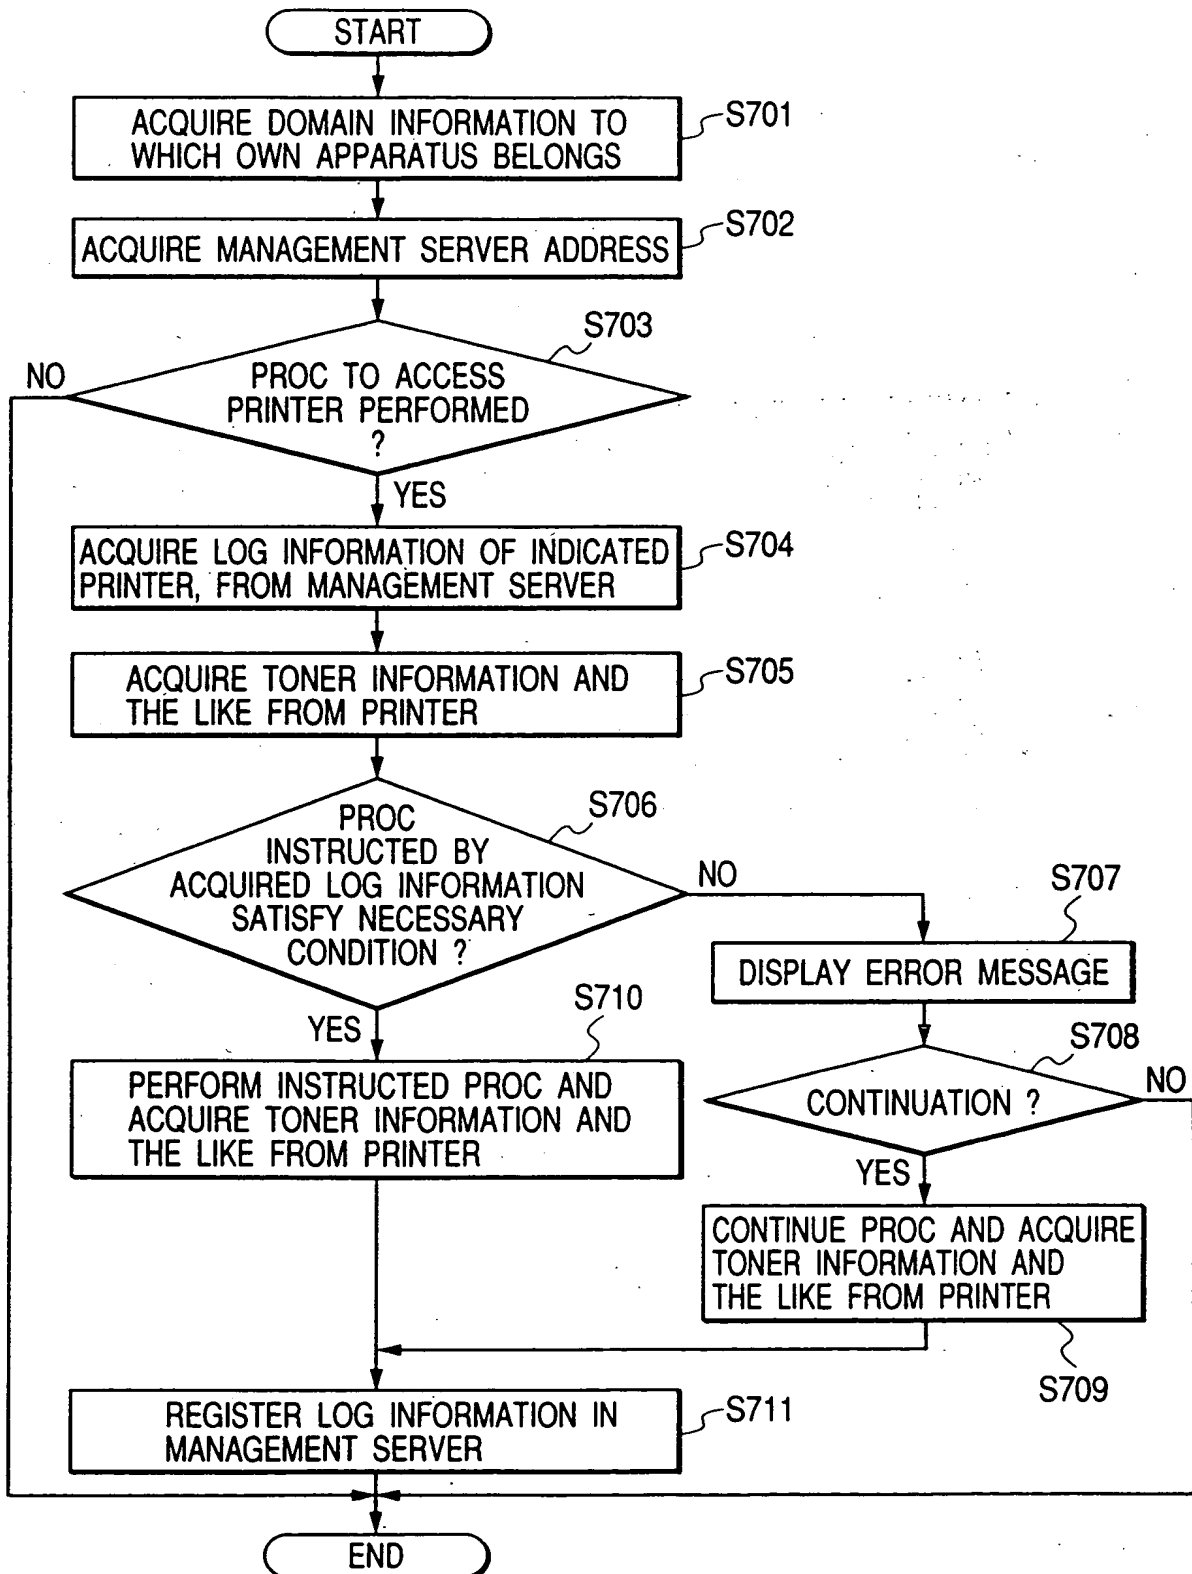 START
ACQUIRE DOMAIN INFORMATION TO
WHICH OWN APPARATUS BELONGS
S701
ACQUIRE MANAGEMENT SERVER ADDRESS
S702
S703
NO
PROC TO ACCESS
PRINTER PERFORMED
?
YES
ACQUIRE LOG INFORMATION OF INDICATED
PRINTER, FROM MANAGEMENT SERVER
S704
ACQUIRE TONER INFORMATION AND
THE LIKE FROM PRINTER
S705
S706
PROC
INSTRUCTED BY
ACQUIRED LOG INFORMATION
SATISFY NECESSARY
CONDITION ?
NO
S707
DISPLAY ERROR MESSAGE
YES
S710
PERFORM INSTRUCTED PROC AND
ACQUIRE TONER INFORMATION AND
THE LIKE FROM PRINTER
S708
CONTINUATION ?
NO
YES
CONTINUE PROC AND ACQUIRE
TONER INFORMATION AND
THE LIKE FROM PRINTER
S709
REGISTER LOG INFORMATION IN
MANAGEMENT SERVER
S711
END